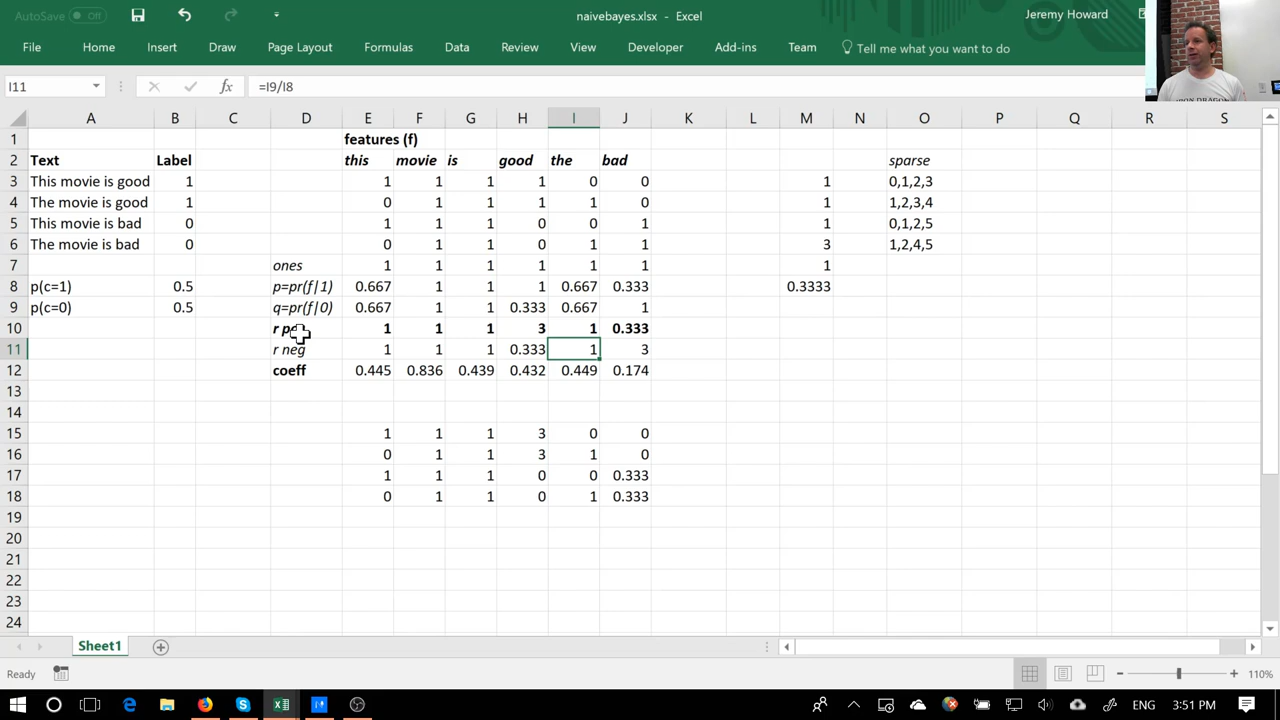 AutoSave Off naivebayes.xlsx - Excel Jeremy Howard
File Home Insert Draw Page Layout Formulas Data Review View Developer Add-ins Team Tell me what you want to do
I11 fx =I9/I8
A B C D E F G H I J K L M N O P Q R S
1 features (f)
2 Text Label this movie is good the bad sparse
3 This movie is good 1 1 1 1 1 0 0 1 0,1,2,3
4 The movie is good 1 0 1 1 1 1 0 1 1,2,3,4
5 This movie is bad 0 1 1 1 0 0 1 1 0,1,2,5
6 The movie is bad 0 0 1 1 0 1 1 3 1,2,4,5
7 ones 1 1 1 1 1 1 1
8 p(c=1) 0.5 p=pr(f|1) 0.667 1 1 1 0.667 0.333 0.3333
9 p(c=0) 0.5 q=pr(f|0) 0.667 1 1 0.333 0.667 1
10 r p 1 1 1 3 1 0.333
11 r neg 1 1 1 0.333 1 3
12 coeff 0.445 0.836 0.439 0.432 0.449 0.174
13
14
15 1 1 1 3 0 0
16 0 1 1 3 1 0
17 1 1 1 0 0 0.333
18 0 1 1 0 1 0.333
19
20
21
22
23
24
Sheet1
Ready 110%
ENG 3:51 PM